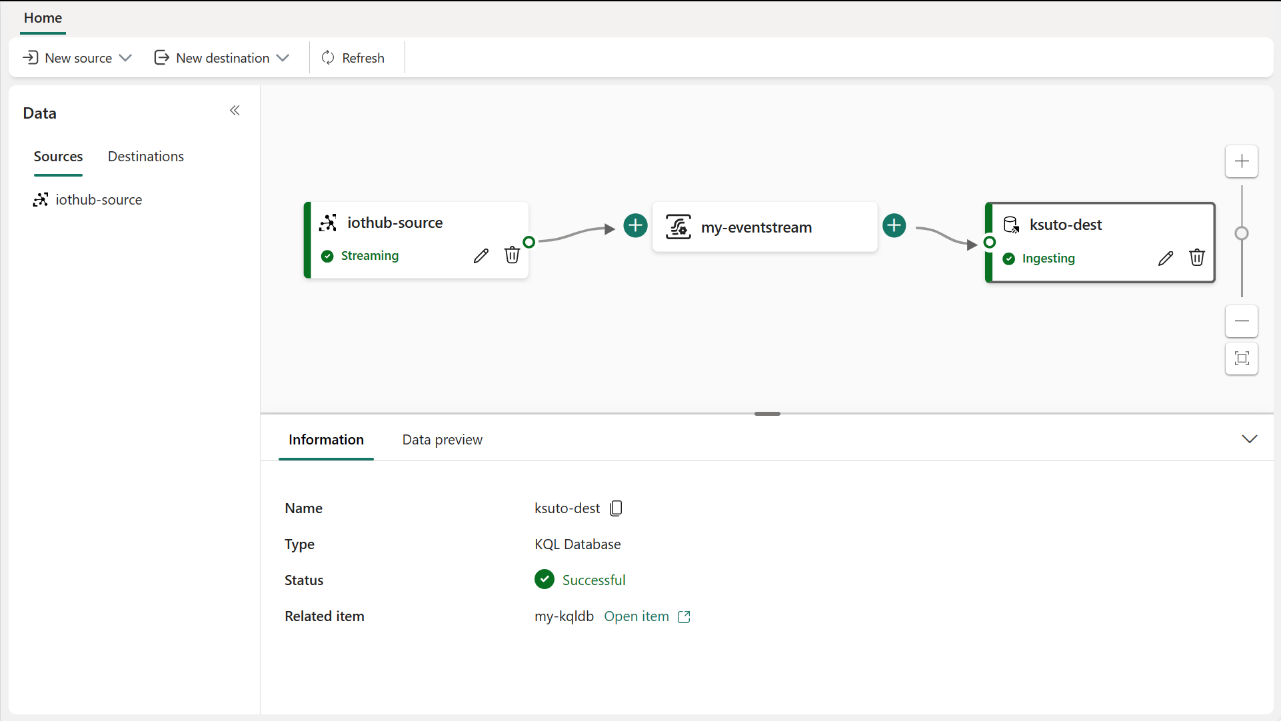 Home
New source
New destination
Refresh
Data
Sources
Destinations
iothub-source
iothub-source
Streaming
my-eventstream
ksuto-dest
Ingesting
Information
Data preview
Name
ksuto-dest
Type
KQL Database
Status
Successful
Related item
my-kqldb
Open item